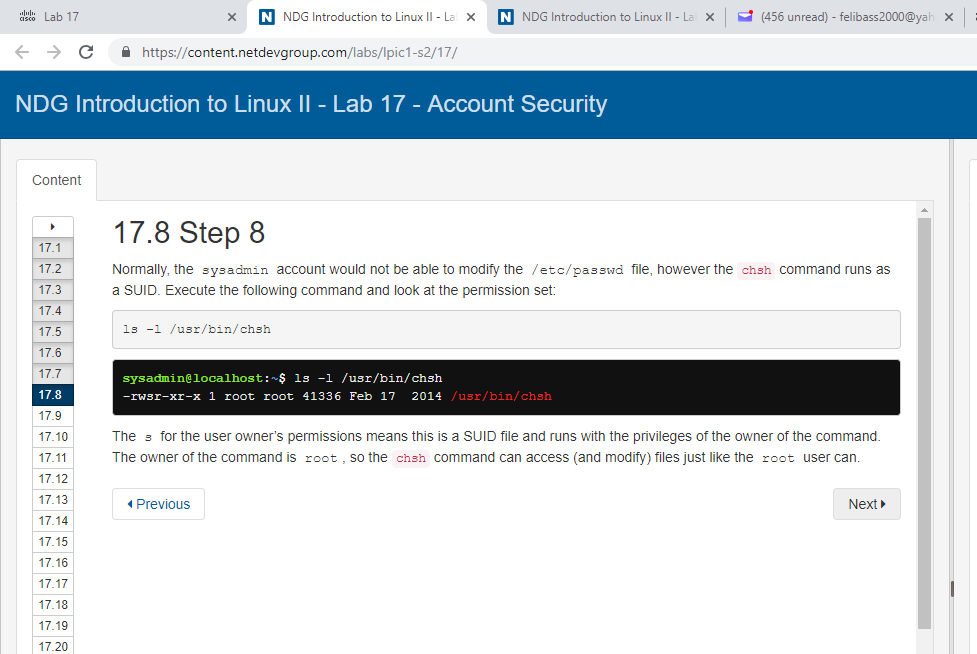 Lab 17
NDG Introduction to Linux II - La
NDG Introduction to Linux II - La
(456 unread) - felibass2000@yah
https://content.netdevgroup.com/labs/lpic1-s2/17/
NDG Introduction to Linux II - Lab 17 - Account Security
Content
17.1
17.2
17.3
17.4
17.5
17.6
17.7
17.8
17.9
17.10
17.11
17.12
17.13
17.14
17.15
17.16
17.17
17.18
17.19
17.20
17.8 Step 8
Normally, the sysadmin account would not be able to modify the /etc/passwd file, however the chsh command runs as
a SUID. Execute the following command and look at the permission set:
ls -l /usr/bin/chsh
sysadmin@localhost:~$ ls -l /usr/bin/chsh
-rwsr-xr-x 1 root root 41336 Feb 17  2014 /usr/bin/chsh
The s for the user owner's permissions means this is a SUID file and runs with the privileges of the owner of the command.
The owner of the command is root , so the chsh command can access (and modify) files just like the root user can.
Previous
Next